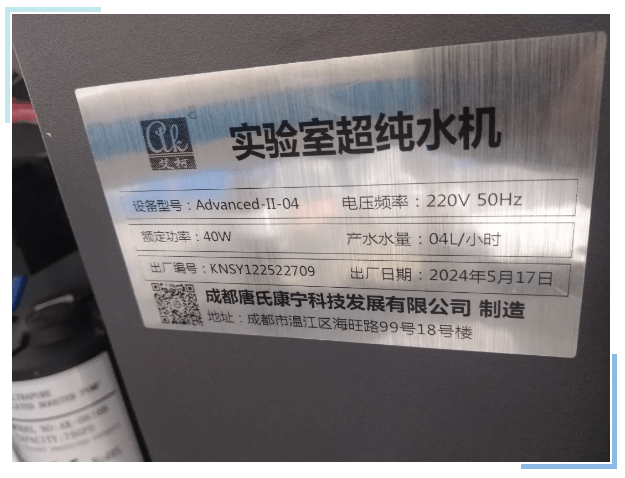 艾柯
实验室超纯水机
设备型号：Advanced-II-04 电压频率：220V 50Hz
额定功率：40W 产水水量：04L/小时
出厂编号：KNSY122522709 出厂日期：2024年5月17日
成都唐氏康宁科技发展有限公司 制造
地址：成都市温江区海旺路99号18号楼